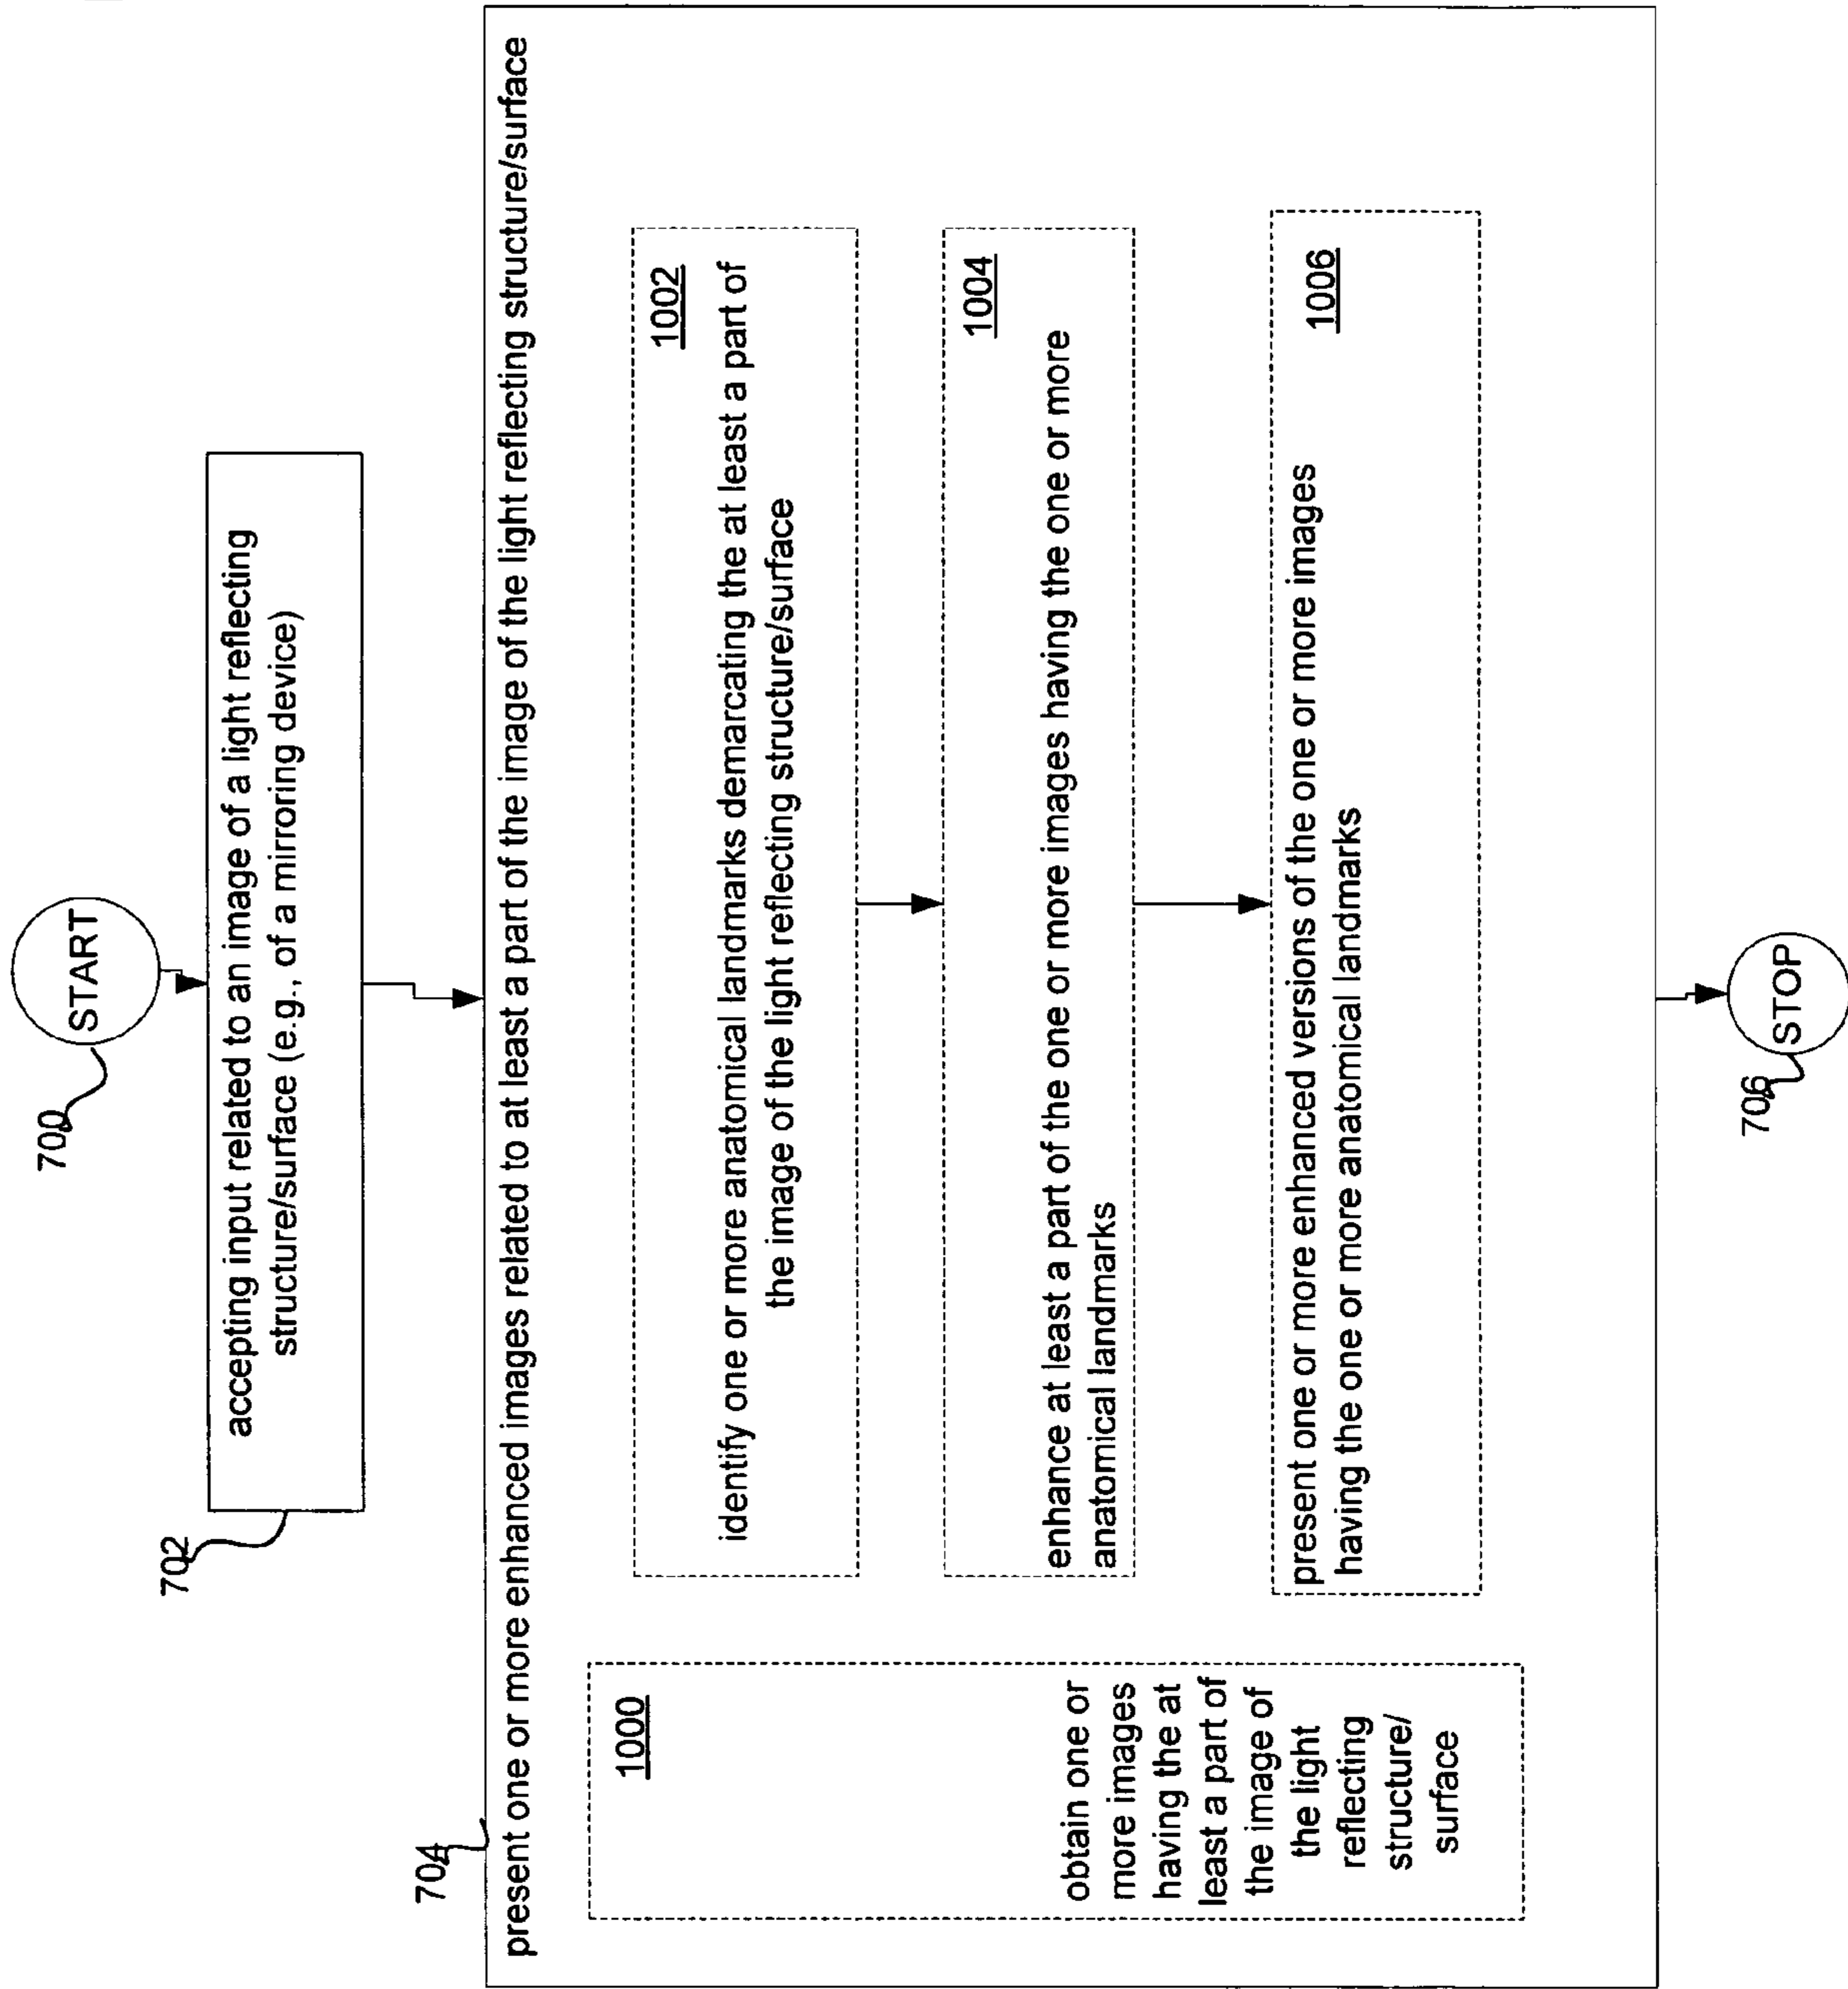 700
START
702
accepting input related to an image of a light reflecting
structure/surface (e.g., of a mirroring device)
704
present one or more enhanced images related to at least a part of the image of the light reflecting structure/surface
1000
obtain one or
more images
having the at
least a part of
the image of
the light
reflecting
structure/
surface
1002
identify one or more anatomical landmarks demarcating the at least a part of
the image of the light reflecting structure/surface
1004
enhance at least a part of the one or more images having the one or more
anatomical landmarks
1006
present one or more enhanced versions of the one or more images
having the one or more anatomical landmarks
706
STOP